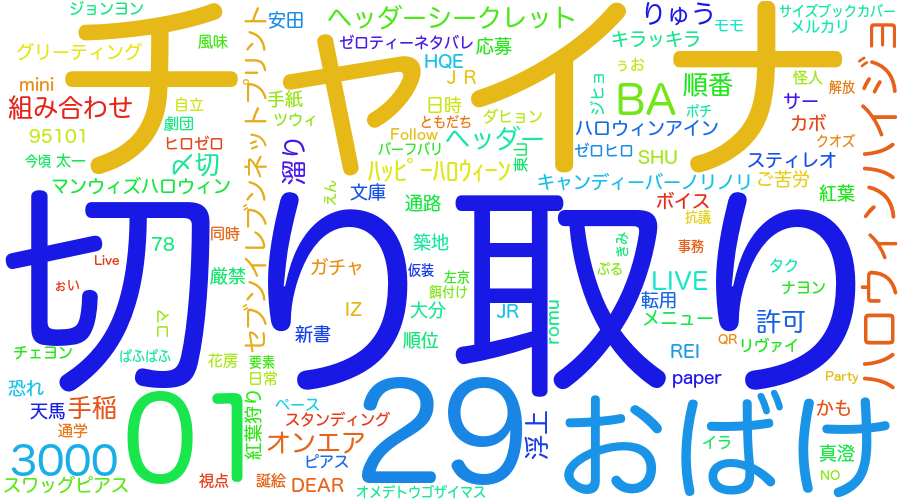 ジョンヨン
ヘッダーシークレット
りゅう
サイズブックカバー
安田
モモ
メルカリ
グリーティング
風味
ゼロティーネタバレ
応募
キラッキラ
チャイナ
HQE
ぅお
mini
ＪＲ
順番
怪人
解放
組み合わせ
自立
手紙
日時
BA
ジヒョ
サー
ポチ
劇団
ツウィ
ともだち
ダヒョン
カボ
95101
ヒロゼロ
Follow
ヘッダー
ハロウィンアイン
クオズ
今頃
太一
〆切
溜り
バーフバリ
東山
ゼロヒロ
SHU
スティレオ
ハッピーハロウィーン
マンウィズハロウィン
キャンディーバーノリノリ
ご苦労
えん
文庫
通路
ボイス
紅葉
抗議
セブンイレブンネットプリント
ハロウィンハイジョ
切り取り
78
同時
築地
きみ
事務
Live
厳禁
ガチャ
仮装
左京
餌付け
ぷる
LIVE
タク
ナヨン
ぉい
コマ
IZ
大分
JR
転用
新書
romu
メニュー
許可
チェヨン
ぱふぱふ
順位
QR
リヴァイ
花房
要素
REI
恐れ
日常
paper
Party
天馬
手稲
01
29
おばけ
紅葉狩り
ペース
かも
通学
スタンディング
浮上
オンエア
イラ
3000
ピアス
真澄
スワッグピアス
視点
誕絵
DEAR
オメデトウゴザイマス
NO